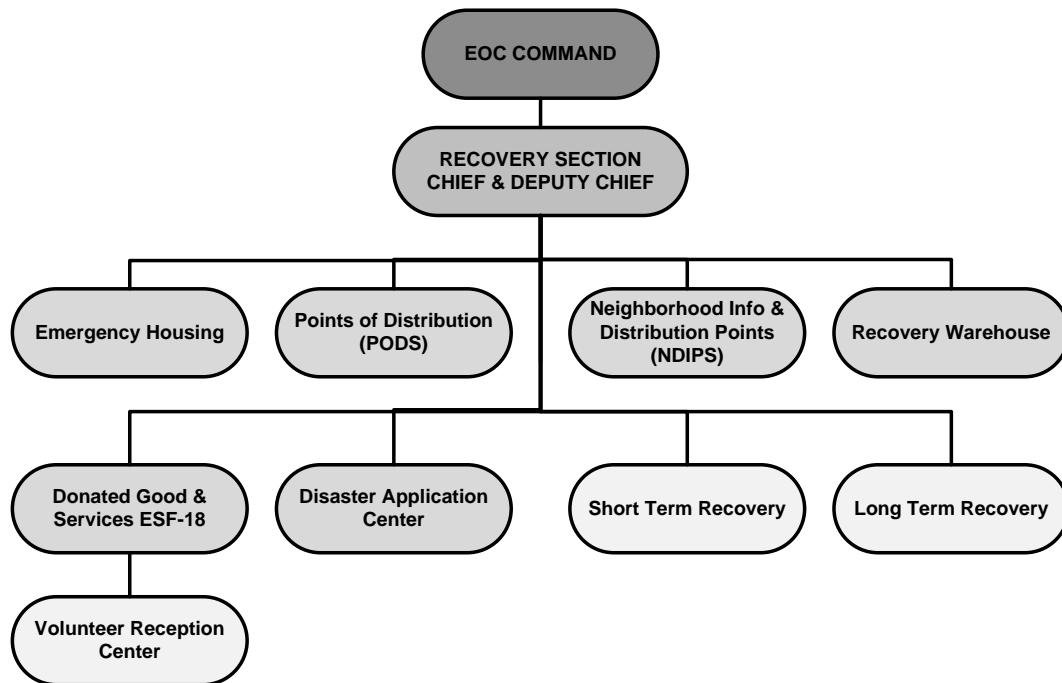 EOC COMMAND
RECOVERY SECTION
CHIEF & DEPUTY CHIEF
Emergency Housing
Points of Distribution
(PODS)
Neighborhood Info &
Distribution Points
(NDIPS)
Recovery Warehouse
Donated Good &
Services ESF-18
Disaster Application
Center
Short Term Recovery
Long Term Recovery
Volunteer Reception
Center